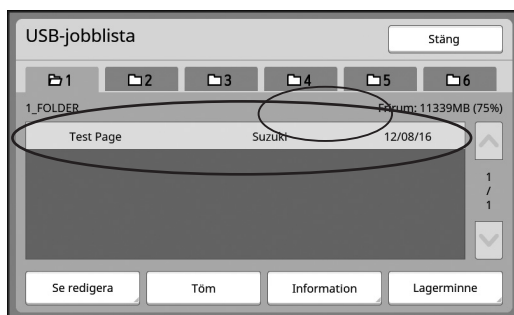 USB-jobblista
Stäng
1 2 3 4 5 6
1_FOLDER Förum: 11339MB (75%)
Test Page Suzuki 12/08/16
1
/
1
Se redigera Töm Information Lagerminne